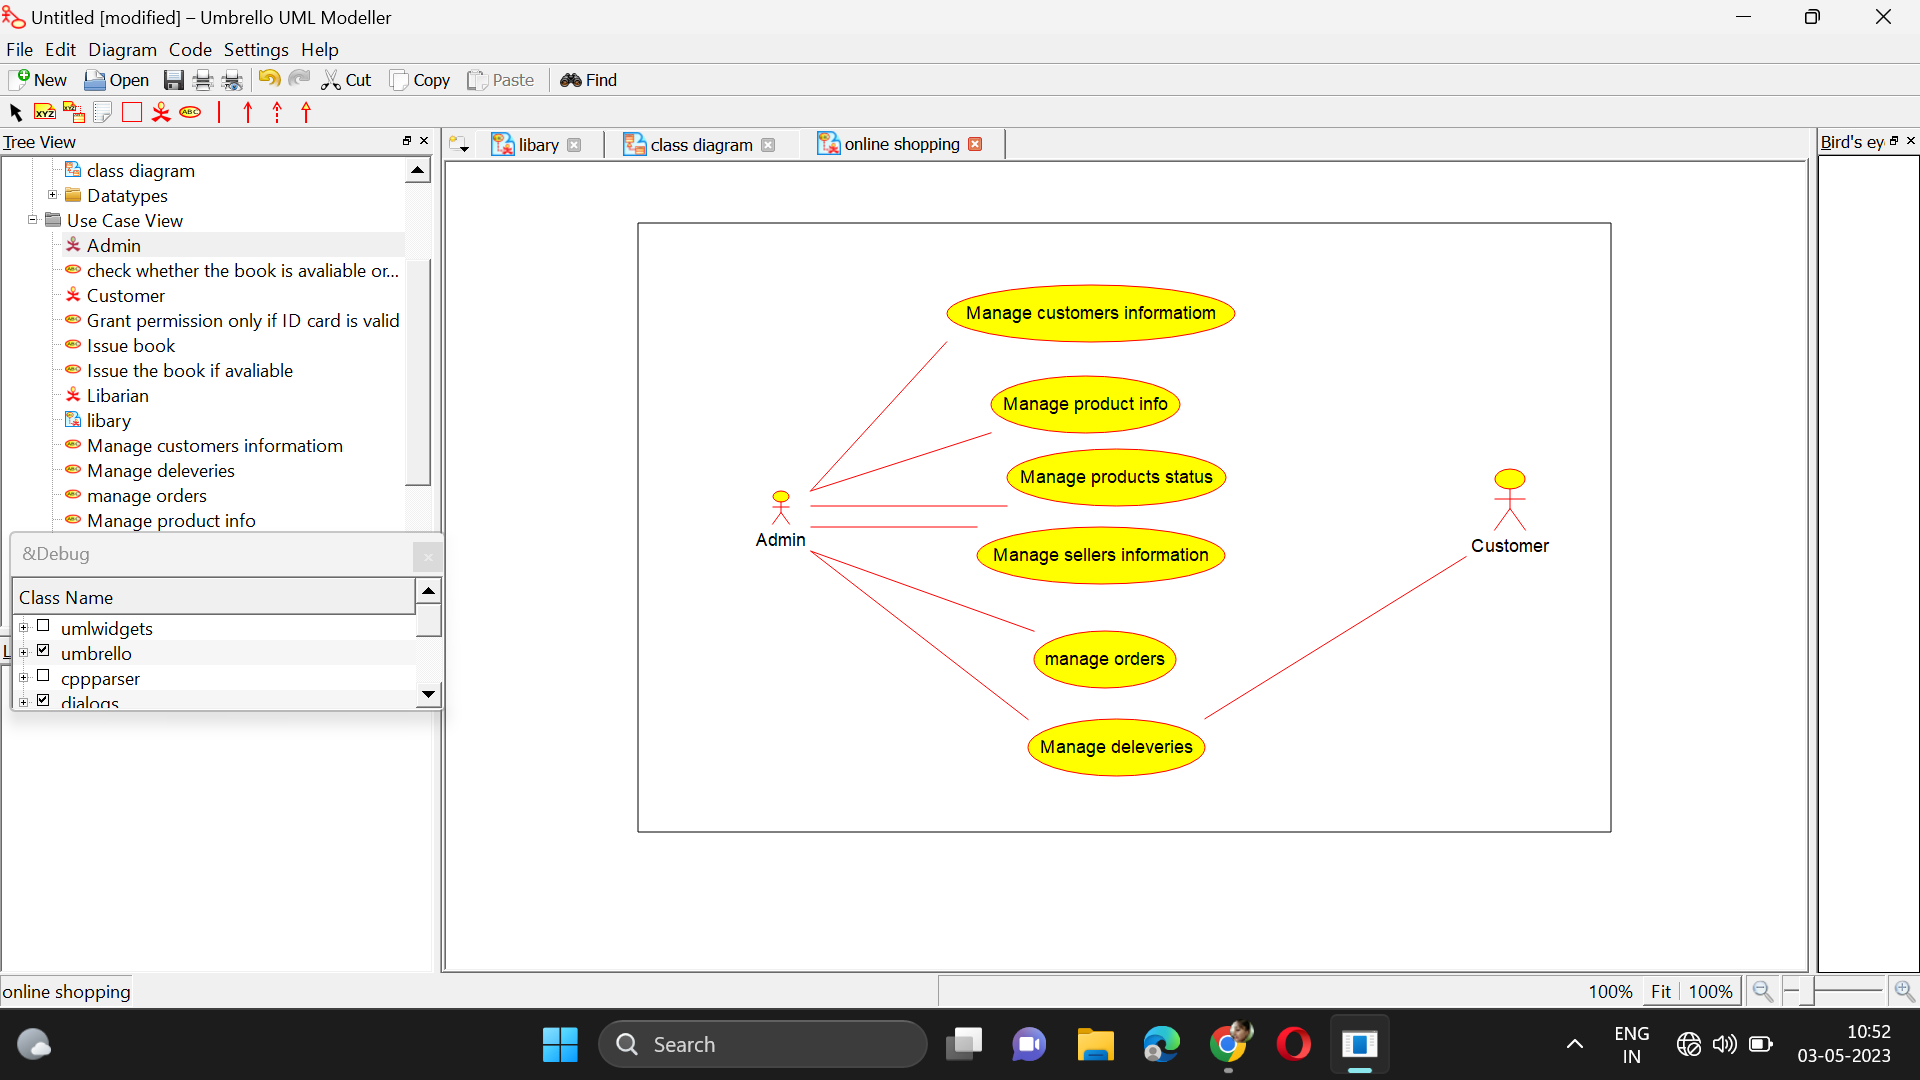 Untitled [modified] – Umbrello UML Modeller
File Edit Diagram Code Settings Help
New Open Cut Copy Paste Find
XYZ XYZ ABC
Tree View
libary class diagram online shopping
Bird's ey
class diagram
Datatypes
Use Case View
Admin
check whether the book is avaliable or...
Customer
Grant permission only if ID card is valid
Issue book
Issue the book if avaliable
Libarian
libary
Manage customers informatiom
Manage deleveries
manage orders
Manage product info
&Debug
Class Name
umlwidgets
umbrello
cppparser
dialogs
Manage customers informatiom
Manage product info
Manage products status
Admin
Manage sellers information
Customer
manage orders
Manage deleveries
online shopping
100% Fit 100%
Search
ENG
IN
10:52
03-05-2023